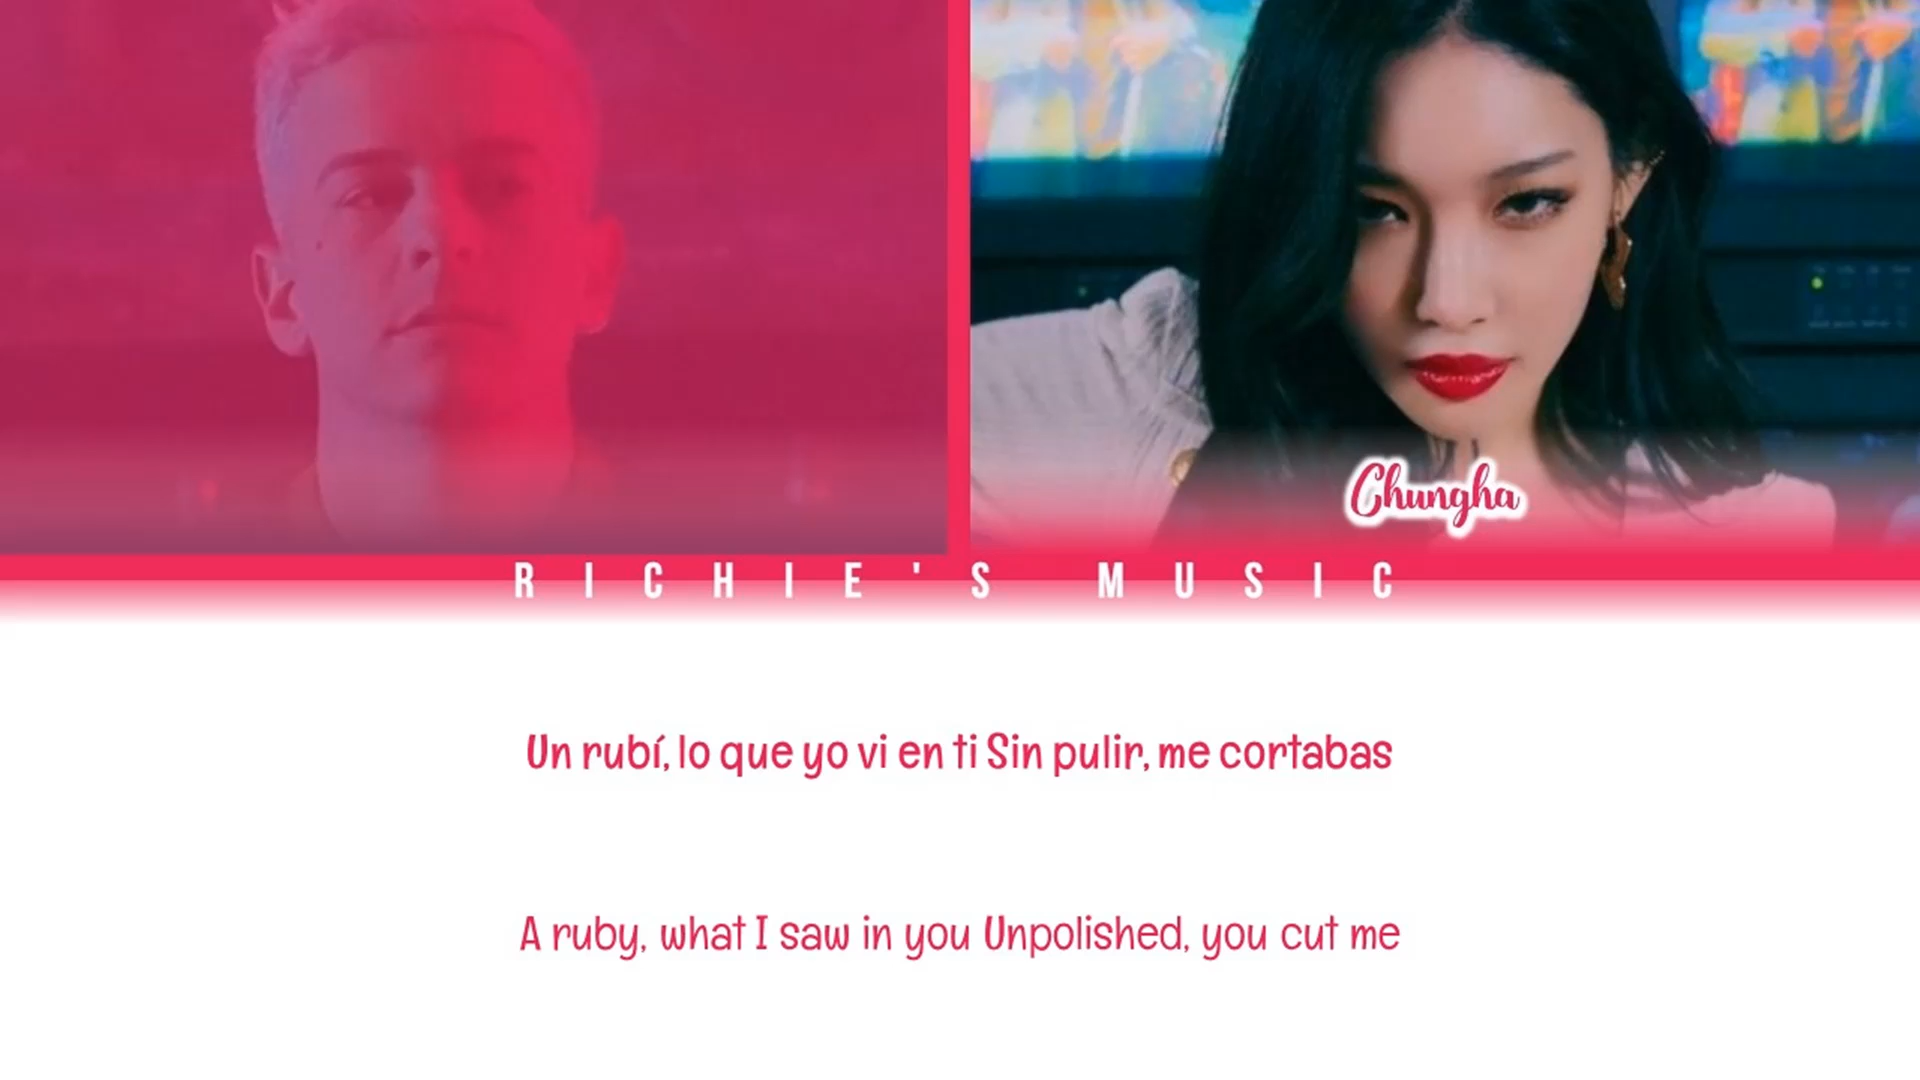 Chungha
RICHIE'S MUSIC
Un rubí, lo que yo vi en ti Sin pulir, me cortabas
A ruby, what I saw in you Unpolished, you cut me